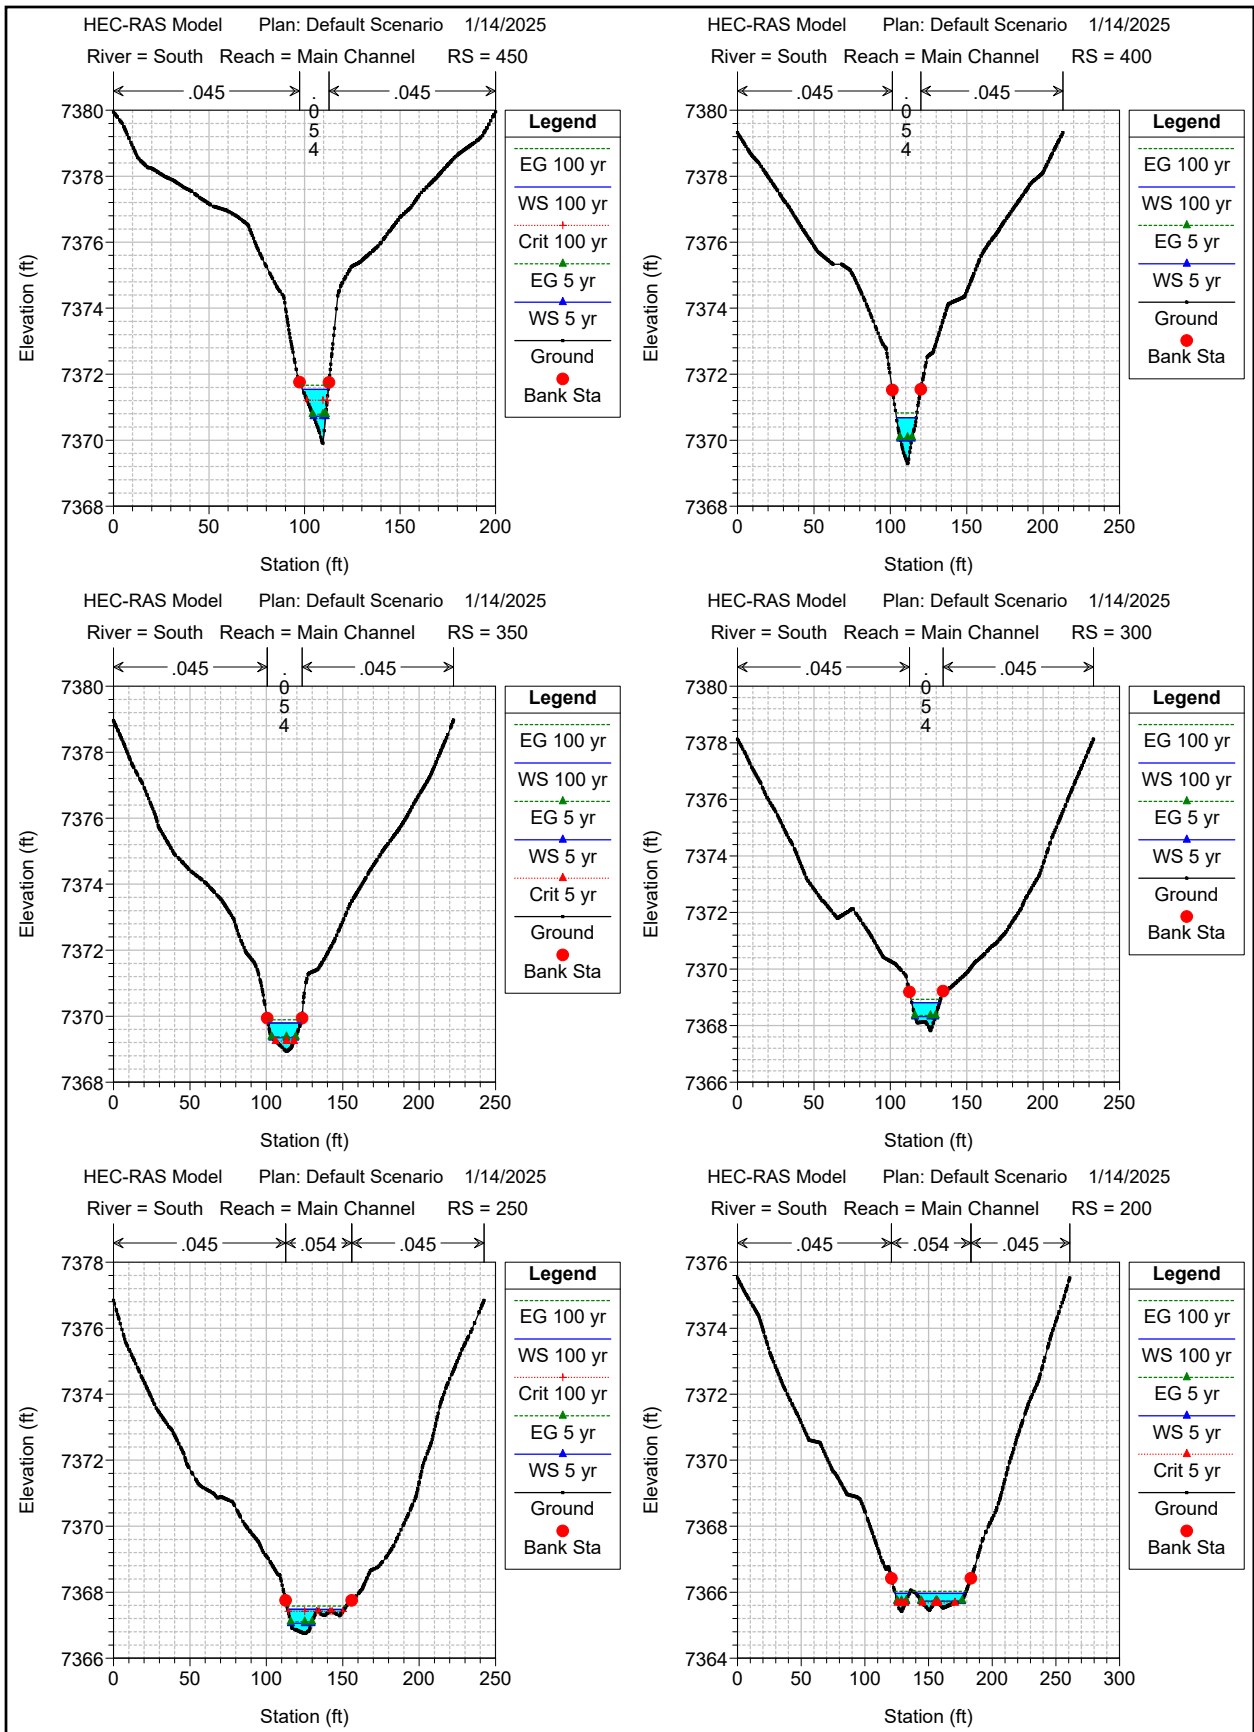 HEC-RAS Model Plan: Default Scenario 1/14/2025
River = South Reach = Main Channel RS = 450
.045
.054
.045
7380
7378
7376
7374
7372
7370
7368
Elevation (ft)
0 50 100 150 200
Station (ft)
Legend
EG 100 yr
WS 100 yr
Crit 100 yr
EG 5 yr
WS 5 yr
Ground
Bank Sta
HEC-RAS Model Plan: Default Scenario 1/14/2025
River = South Reach = Main Channel RS = 400
.045
.054
.045
7380
7378
7376
7374
7372
7370
7368
Elevation (ft)
0 50 100 150 200 250
Station (ft)
Legend
EG 100 yr
WS 100 yr
EG 5 yr
WS 5 yr
Ground
Bank Sta
HEC-RAS Model Plan: Default Scenario 1/14/2025
River = South Reach = Main Channel RS = 350
.045
.054
.045
7380
7378
7376
7374
7372
7370
7368
Elevation (ft)
0 50 100 150 200 250
Station (ft)
Legend
EG 100 yr
WS 100 yr
EG 5 yr
WS 5 yr
Crit 5 yr
Ground
Bank Sta
HEC-RAS Model Plan: Default Scenario 1/14/2025
River = South Reach = Main Channel RS = 300
.045
.054
.045
7380
7378
7376
7374
7372
7370
7368
7366
Elevation (ft)
0 50 100 150 200 250
Station (ft)
Legend
EG 100 yr
WS 100 yr
EG 5 yr
WS 5 yr
Ground
Bank Sta
HEC-RAS Model Plan: Default Scenario 1/14/2025
River = South Reach = Main Channel RS = 250
.045
.054
.045
7378
7376
7374
7372
7370
7368
7366
Elevation (ft)
0 50 100 150 200 250
Station (ft)
Legend
EG 100 yr
WS 100 yr
Crit 100 yr
EG 5 yr
WS 5 yr
Ground
Bank Sta
HEC-RAS Model Plan: Default Scenario 1/14/2025
River = South Reach = Main Channel RS = 200
.045
.054
.045
7376
7374
7372
7370
7368
7366
7364
Elevation (ft)
0 50 100 150 200 250 300
Station (ft)
Legend
EG 100 yr
WS 100 yr
EG 5 yr
WS 5 yr
Crit 5 yr
Ground
Bank Sta